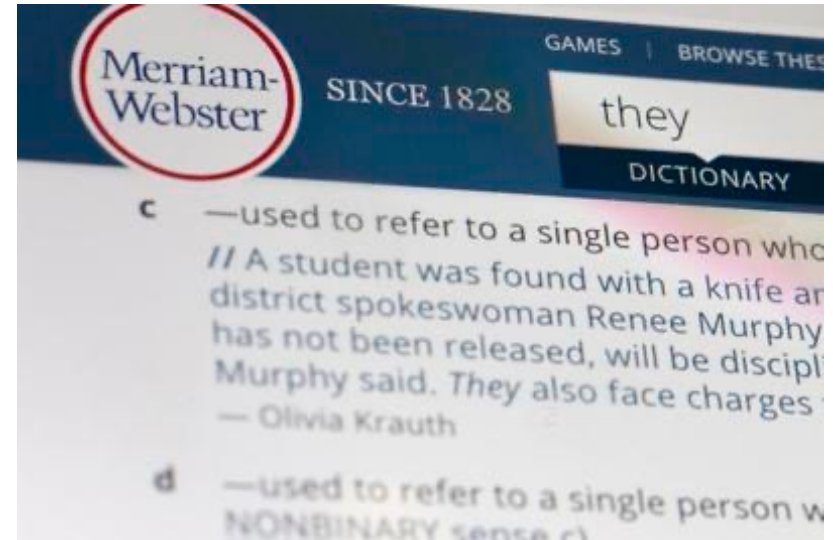 Merriam-
Webster
SINCE 1828
GAMES | BROWSE THES
they
DICTIONARY
c —used to refer to a single person who
// A student was found with a knife an
district spokeswoman Renee Murphy
has not been released, will be discipli
Murphy said. They also face charges
— Olivia Krauth
d —used to refer to a single person w
NONBINARY sense c)